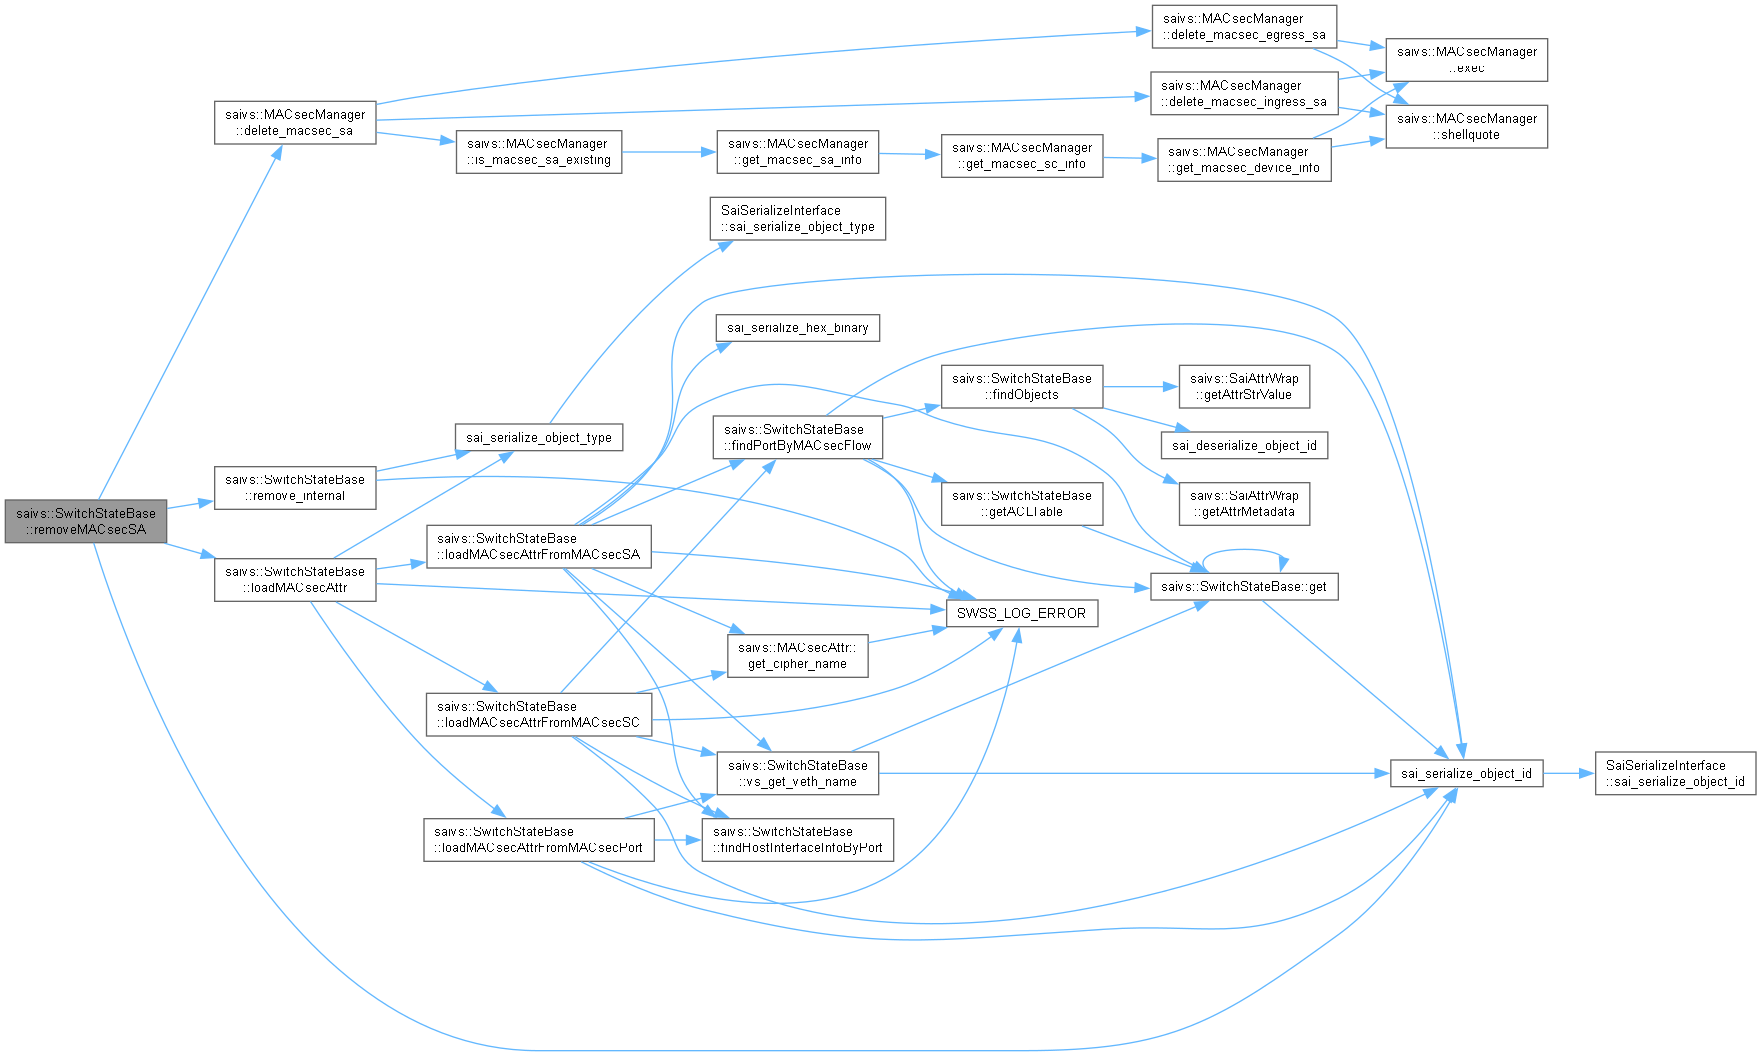 saivs::SwitchStateBase
::removeMACsecSA
saivs::MACsecManager
::delete_macsec_sa
saivs::MACsecManager
::delete_macsec_egress_sa
saivs::MACsecManager
::exec
saivs::MACsecManager
::shellquote
saivs::MACsecManager
::delete_macsec_ingress_sa
saivs::MACsecManager
::is_macsec_sa_existing
saivs::MACsecManager
::get_macsec_sa_info
saivs::MACsecManager
::get_macsec_sc_info
saivs::MACsecManager
::get_macsec_device_info
SaiSerializeInterface
::sai_serialize_object_type
sai_serialize_hex_binary
saivs::SwitchStateBase
::findObjects
saivs::SaiAttrWrap
::getAttrStrValue
sai_deserialize_object_id
saivs::SaiAttrWrap
::getAttrMetadata
saivs::SwitchStateBase
::findPortByMACsecFlow
saivs::SwitchStateBase
::getACLTable
sai_serialize_object_type
saivs::SwitchStateBase
::remove_internal
saivs::SwitchStateBase
::loadMACsecAttr
saivs::SwitchStateBase
::loadMACsecAttrFromMACsecSA
saivs::SwitchStateBase::get
SWSS_LOG_ERROR
saivs::MACsecAttr::
get_cipher_name
saivs::SwitchStateBase
::loadMACsecAttrFromMACsecSC
saivs::SwitchStateBase
::vs_get_veth_name
sai_serialize_object_id
SaiSerializeInterface
::sai_serialize_object_id
saivs::SwitchStateBase
::loadMACsecAttrFromMACsecPort
saivs::SwitchStateBase
::findHostInterfaceInfoByPort